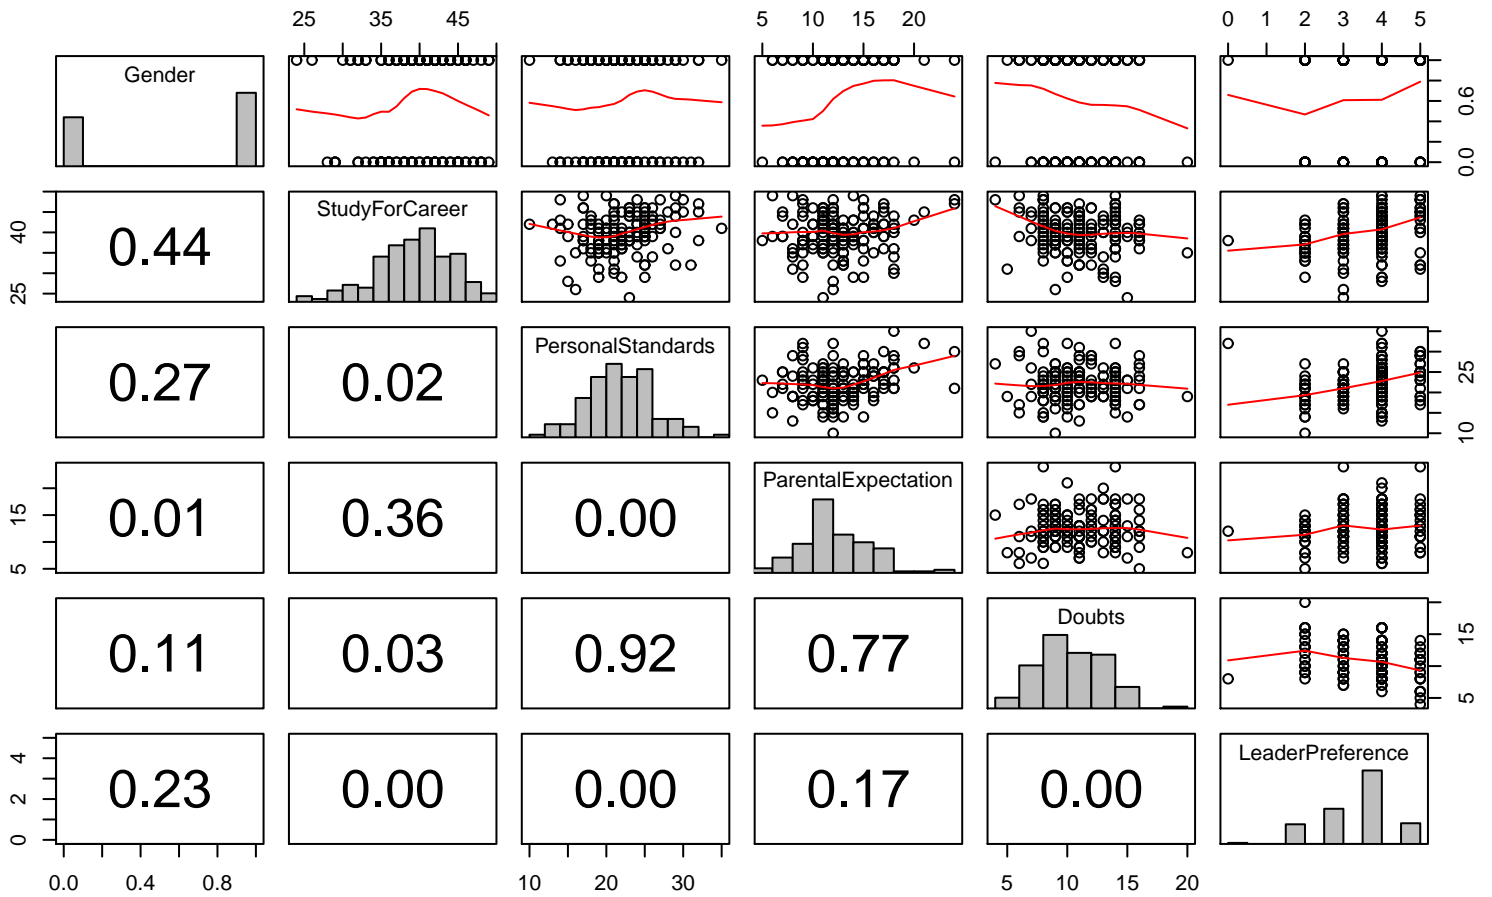 25 35 45 5 10 15 20 0 1 2 3 4 5
Gender
0.0 0.6
StudyForCareer
25 40
0.44
PersonalStandards
0.27 0.02
10 25
ParentalExpectation
5 15
0.01 0.36 0.00
Doubts
0.11 0.03 0.92 0.77
5 15
LeaderPreference
0 2 4
0.23 0.00 0.00 0.17 0.00
0.0 0.4 0.8 10 20 30 5 10 15 20